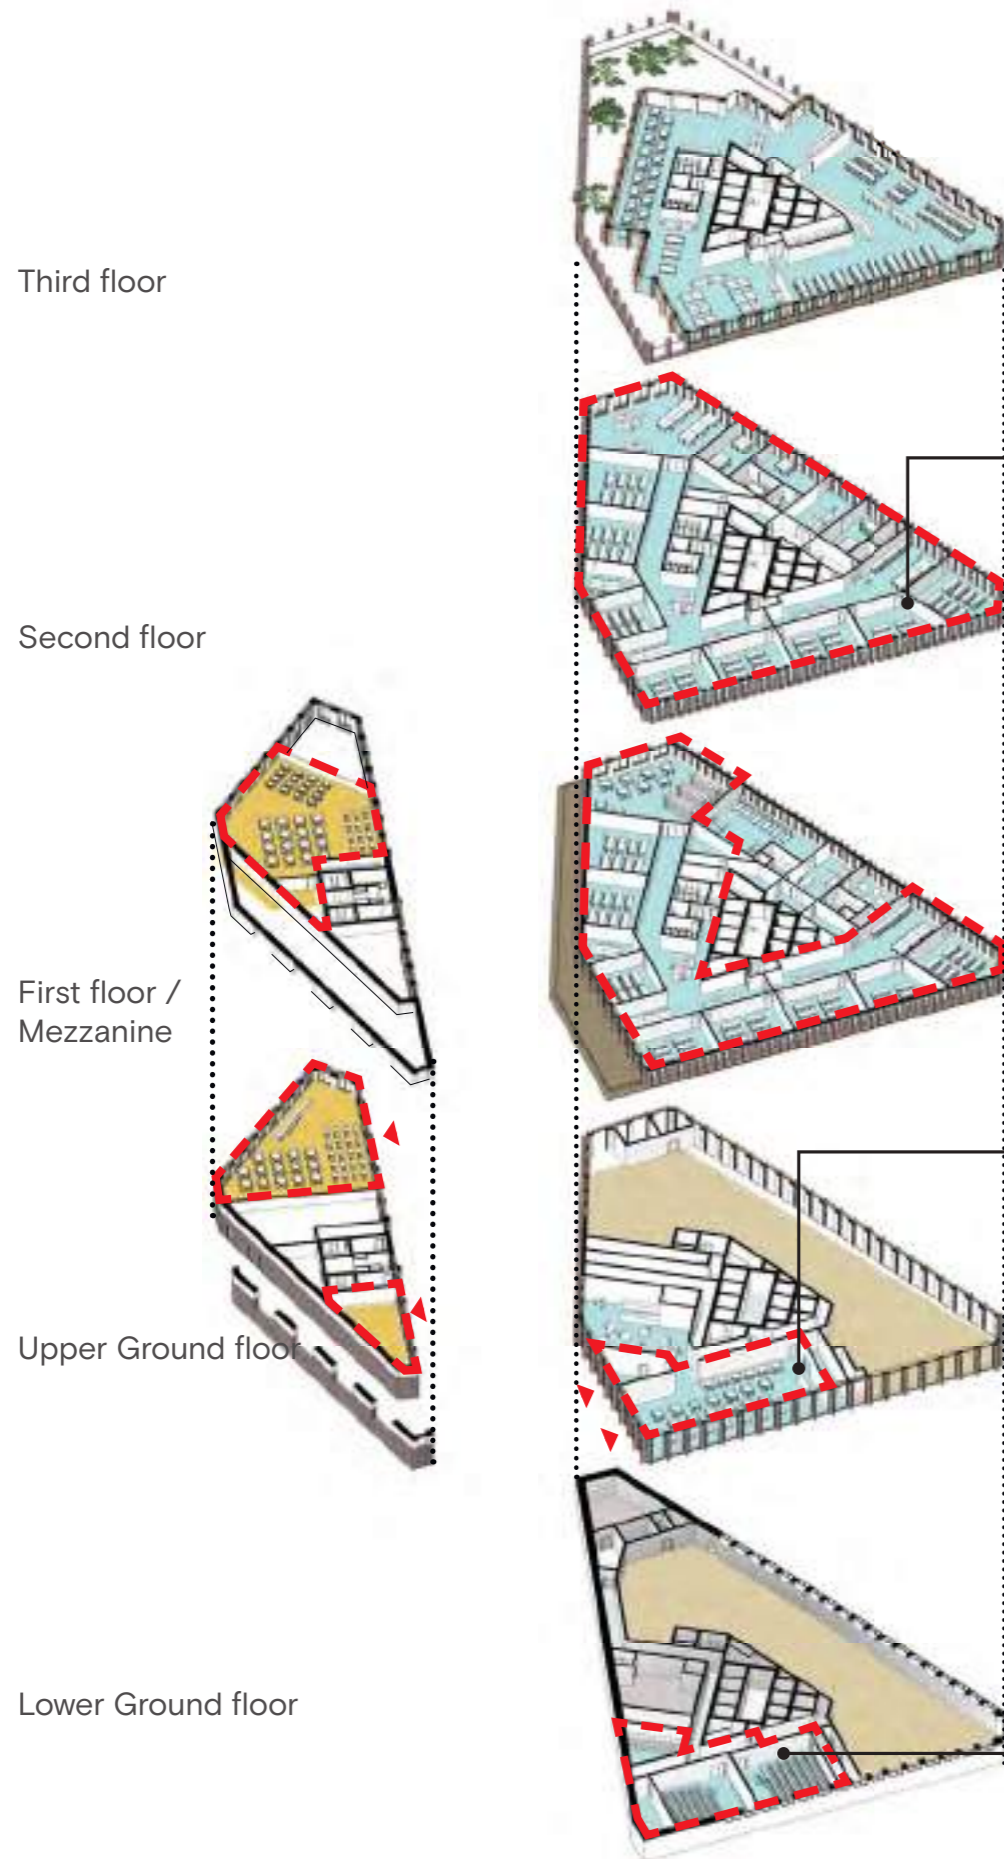 Third floor
Second floor
First floor /
Mezzanine
Upper Ground floor
Lower Ground floor